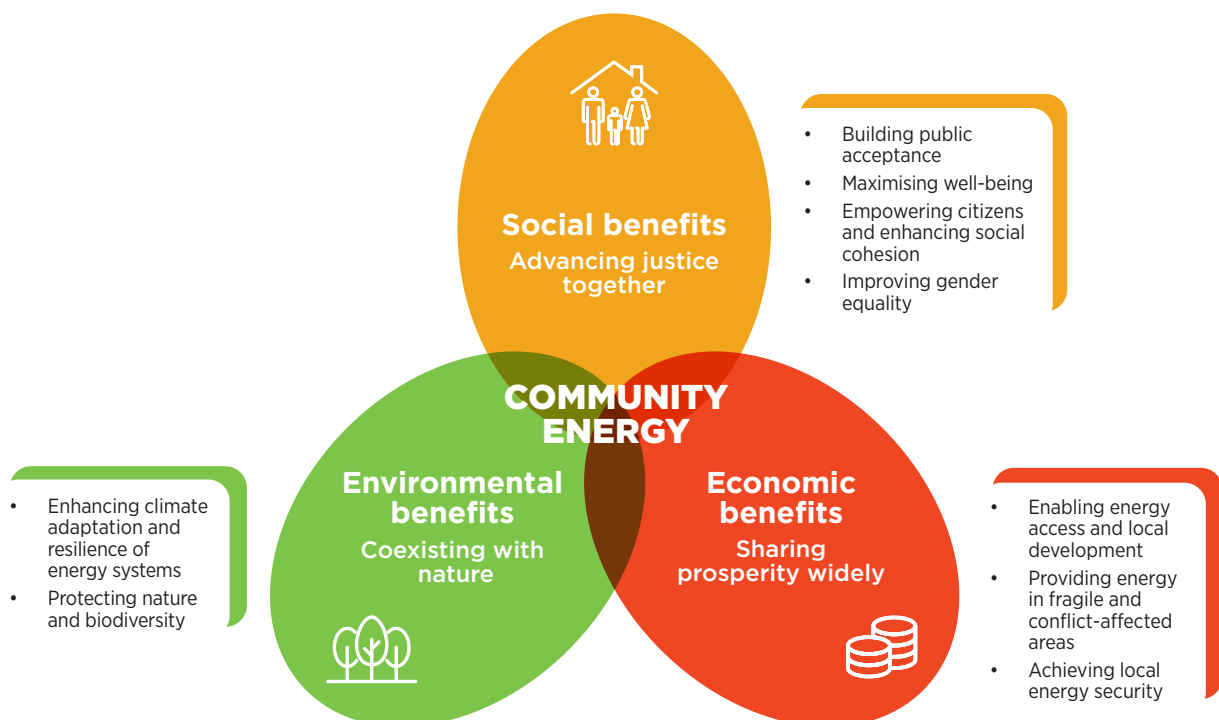 Social benefits
Advancing justice
together
• Building public
acceptance
• Maximising well-being
• Empowering citizens
and enhancing social
cohesion
• Improving gender
equality
COMMUNITY
ENERGY
Environmental
benefits
Coexisting with
nature
• Enhancing climate
adaptation and
resilience of
energy systems
• Protecting nature
and biodiversity
Economic
benefits
Sharing
prosperity widely
• Enabling energy
access and local
development
• Providing energy
in fragile and
conflict-affected
areas
• Achieving local
energy security